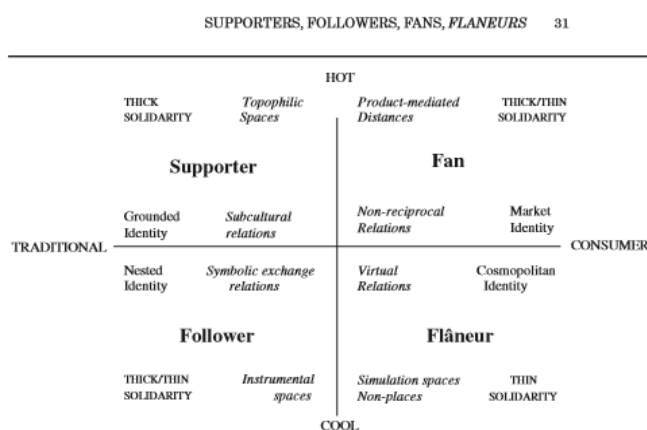 SUPPORTERS, FOLLOWERS, FANS, FLANEURS 31
HOT
THICK Topophilic Product-mediated THICK/THIN
SOLIDARITY Spaces Distances SOLIDARITY
Supporter Fan
Grounded Subcultural Non-reciprocal Market
Identity relations Relations Identity
TRADITIONAL CONSUMER
Nested Symbolic exchange Virtual Cosmopolitan
Identity relations Relations Identity
Follower Flâneur
THICK/THIN Instrumental Simulation spaces THIN
SOLIDARITY spaces Non-places SOLIDARITY
COOL